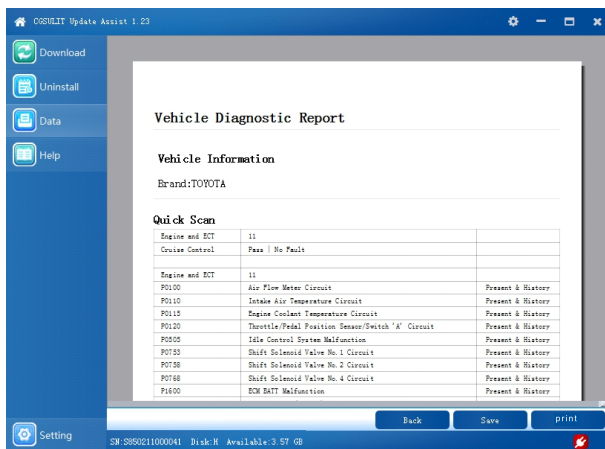 CGSULIT Update Assist 1.23
Download
Uninstall
Data
Help
Setting
Vehicle Diagnostic Report
Vehicle Information
Brand:TOYOTA
Quick Scan
Engine and ECT 11
Cruise Control Pass | No Fault
Engine and ECT 11
P0100 Air Flow Meter Circuit Present & History
P0110 Intake Air Temperature Circuit Present & History
P0115 Engine Coolant Temperature Circuit Present & History
P0120 Throttle/Pedal Position Sensor/Switch 'A' Circuit Present & History
P0505 Idle Control System Malfunction Present & History
P0753 Shift Solenoid Valve No.1 Circuit Present & History
P0758 Shift Solenoid Valve No.2 Circuit Present & History
P0768 Shift Solenoid Valve No.4 Circuit Present & History
P1600 ECM BATT Malfunction Present & History
Back Save print
SN:S850211000041 Disk:H Available:3.57 GB